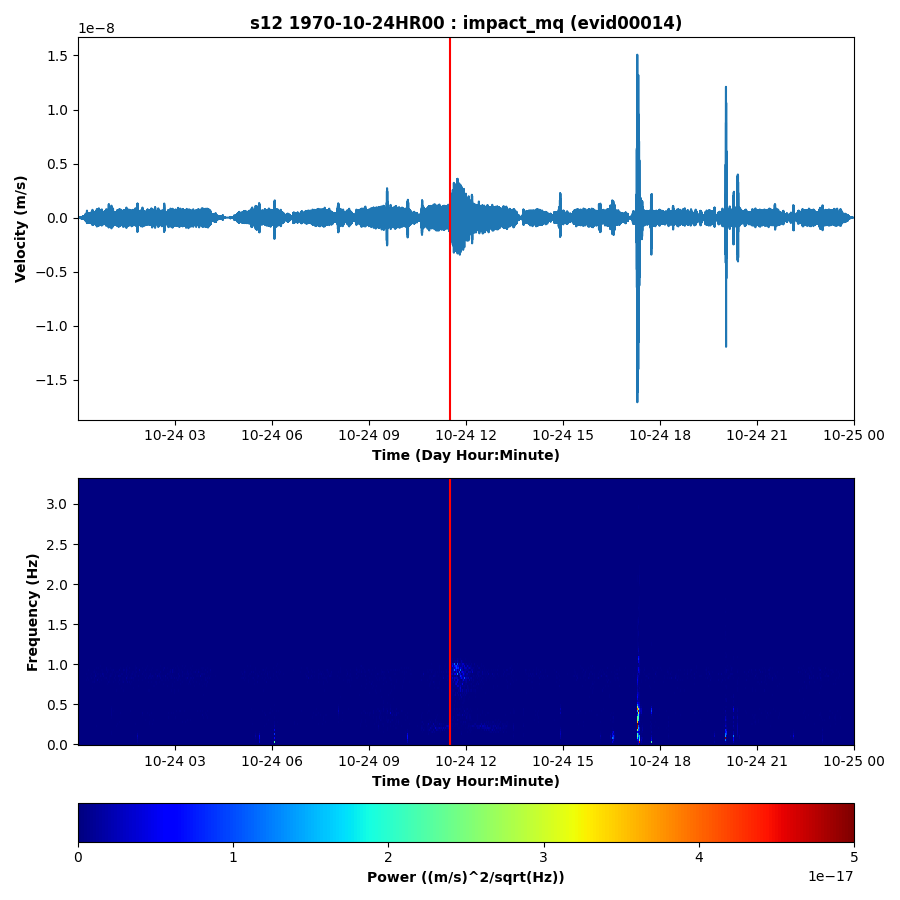 s12 1970-10-24HR00 : impact_mq (evid00014)
1e−8
1.5
1.0
0.5
0.0
−0.5
−1.0
−1.5
Velocity (m/s)
10-24 03 10-24 06 10-24 09 10-24 12 10-24 15 10-24 18 10-24 21 10-25 00
Time (Day Hour:Minute)
3.0
2.5
2.0
1.5
1.0
0.5
0.0
Frequency (Hz)
10-24 03 10-24 06 10-24 09 10-24 12 10-24 15 10-24 18 10-24 21 10-25 00
Time (Day Hour:Minute)
0 1 2 3 4 5
1e−17
Power ((m/s)^2/sqrt(Hz))